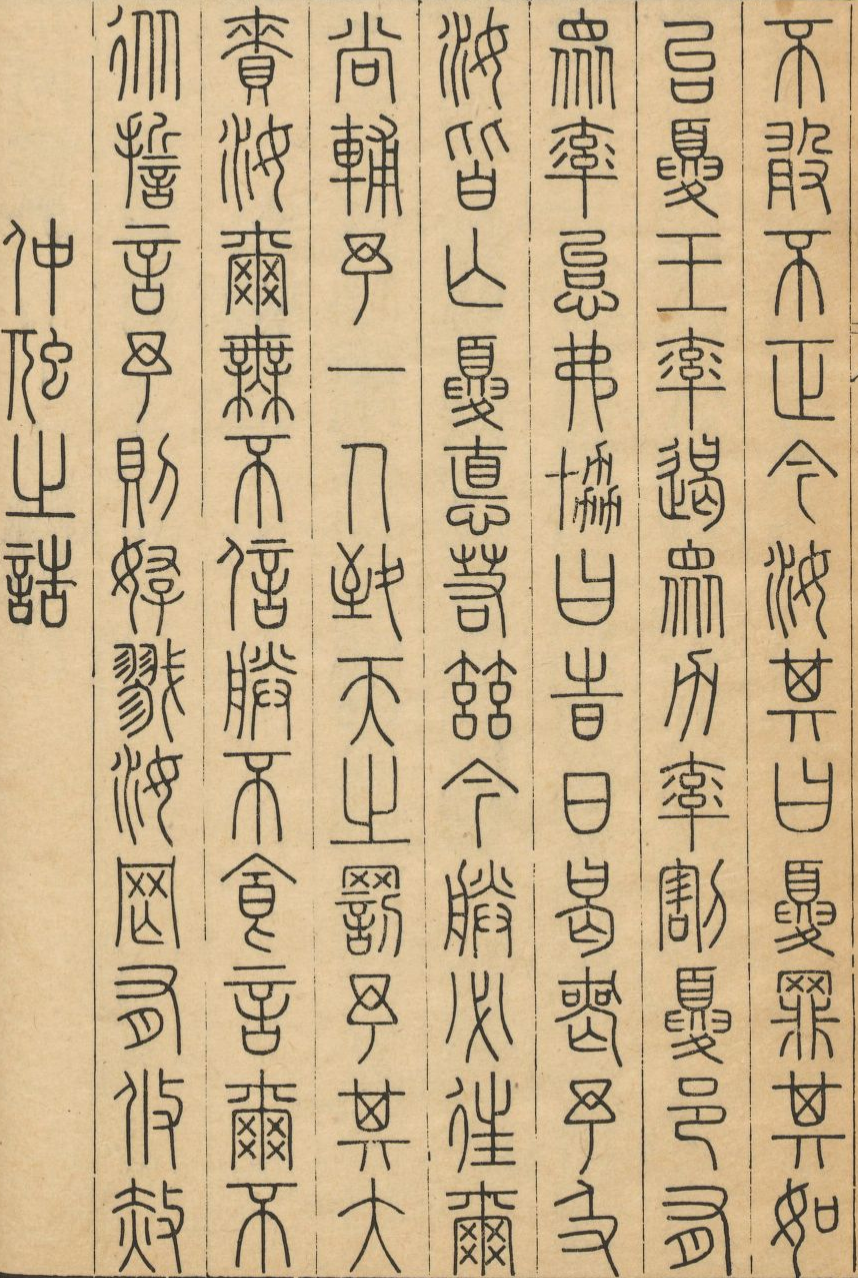 不敢不正今汝其曰夏罪其如
台夏王率遏眾力率割夏邑有
眾率怠弗協曰旹日曷喪予及
汝皆亡夏悳若茲今朕必往爾
尚輔予一人致天之罰予其大
賚汝爾無不信朕不食言爾不
從誓言予則孥戮汝罔有攸赦
仲虺之誥